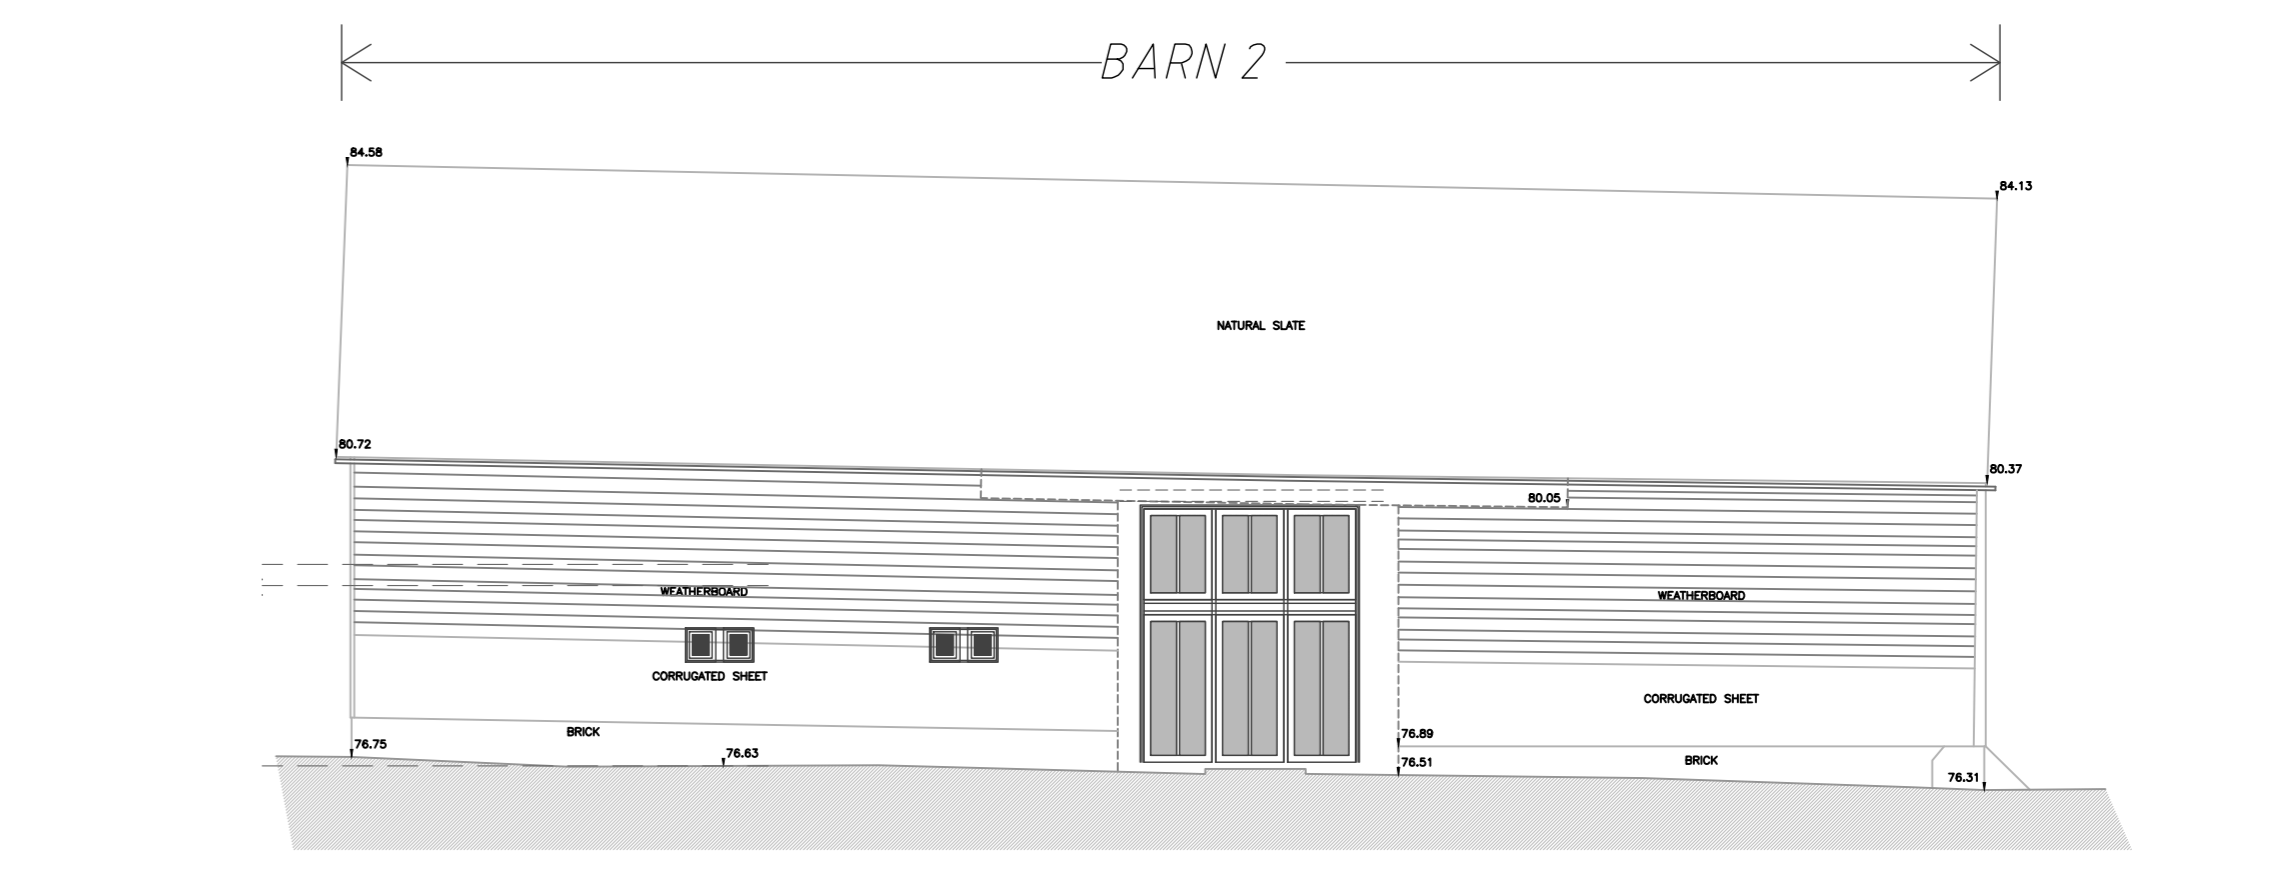 BARN 2
84.58
84.13
NATURAL SLATE
80.72
80.37
80.05
WEATHERBOARD
WEATHERBOARD
CORRUGATED SHEET
CORRUGATED SHEET
BRICK
76.89
76.75
76.63
76.51
BRICK
76.31